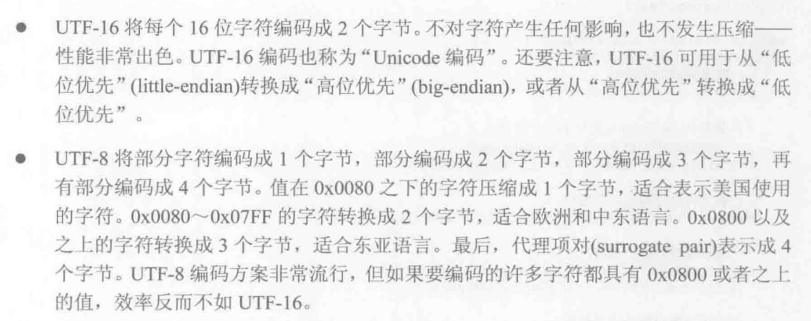 ● UTF-16 将每个 16 位字符编码成 2 个字节。不对字符产生任何影响,也不发生压缩——
性能非常出色。UTF-16 编码也称为“Unicode 编码”。还要注意,UTF-16 可用于从“低
位优先”(little-endian)转换成“高位优先”(big-endian),或者从“高位优先”转换成“低
位优先”。
● UTF-8 将部分字符编码成 1 个字节,部分编码成 2 个字节,部分编码成 3 个字节,再
有部分编码成 4 个字节。值在 0x0080 之下的字符压缩成 1 个字节,适合表示美国使用
的字符。0x0080~0x07FF 的字符转换成 2 个字节,适合欧洲和中东语言。0x0800 以及
之上的字符转换成 3 个字节,适合东亚语言。最后,代理项对(surrogate pair)表示成 4
个字节。UTF-8 编码方案非常流行,但如果要编码的许多字符都具有 0x0800 或者之上
的值,效率反而不如 UTF-16。